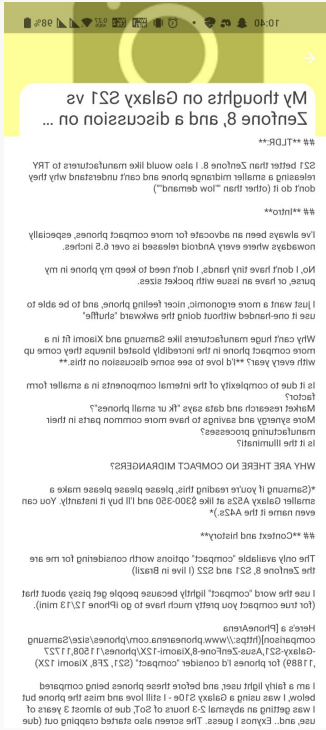 10:40
98%
My thoughts on Galaxy S21 vs
Zenfone 8, and a discussion on ...
## **TLDR:**
S21 better than Zenfone 8. I also would like manufacturers to TRY
releasing a smaller midrange phone and can't understand why they
don't do it (other than ""low demand"")
## **Intro**
I've always been an advocate for more compact phones, especially
nowadays where every Android released is over 6.5 inches.
No, I don't have tiny hands, I don't need to keep my phone in my
purse, or have an issue with pocket sizes.
I just want a more ergonomic, nicer feeling phone, and to be able to
use it one-handed without doing the awkward "shuffle"
Why can't huge manufacturers like Samsung and Xiaomi fit in a
more compact phone in the incredibly bloated lineups they come up
with every year? **I'd love to see some discussion on this.**
Is it due to complexity of the internal components in a smaller form
factor?
Market research and data says "fk ur small phones"?
More synergy and savings to have more common parts in their
manufacturing processes?
Is it the Illuminati?
WHY ARE THERE NO COMPACT MIDRANGERS?
*(Samsung if you're reading this, please please please make a
smaller Galaxy A52s at like $300-350 and I'll buy it instantly. You can
even name it the A42s.)*
## **Context and history**
The only available "compact" options worth considering for me are
the Zenfone 8, S21 and S22 (I live in Brazil)
I use the word "compact" lightly because people get pissy about that
(for true compact you pretty much have to go iPhone 12/13 mini).
Here's a [PhoneArena
comparison](https://www.phonearena.com/phones/size/Samsung
-Galaxy-S21,Asus-ZenFone-8,Xiaomi-12X/phones/11508,11727
,11889) for phones I'd consider "compact" (S21, ZF8, Xiaomi 12X)
I am a fairly light user, and before these phones being compared
below, I was using a Galaxy S10e - I still love and miss the phone but
it was getting an abysmal 2-3 hours of SoT, due to almost 3 years of
use, and.. Exynos I guess. The screen also started crapping out (due